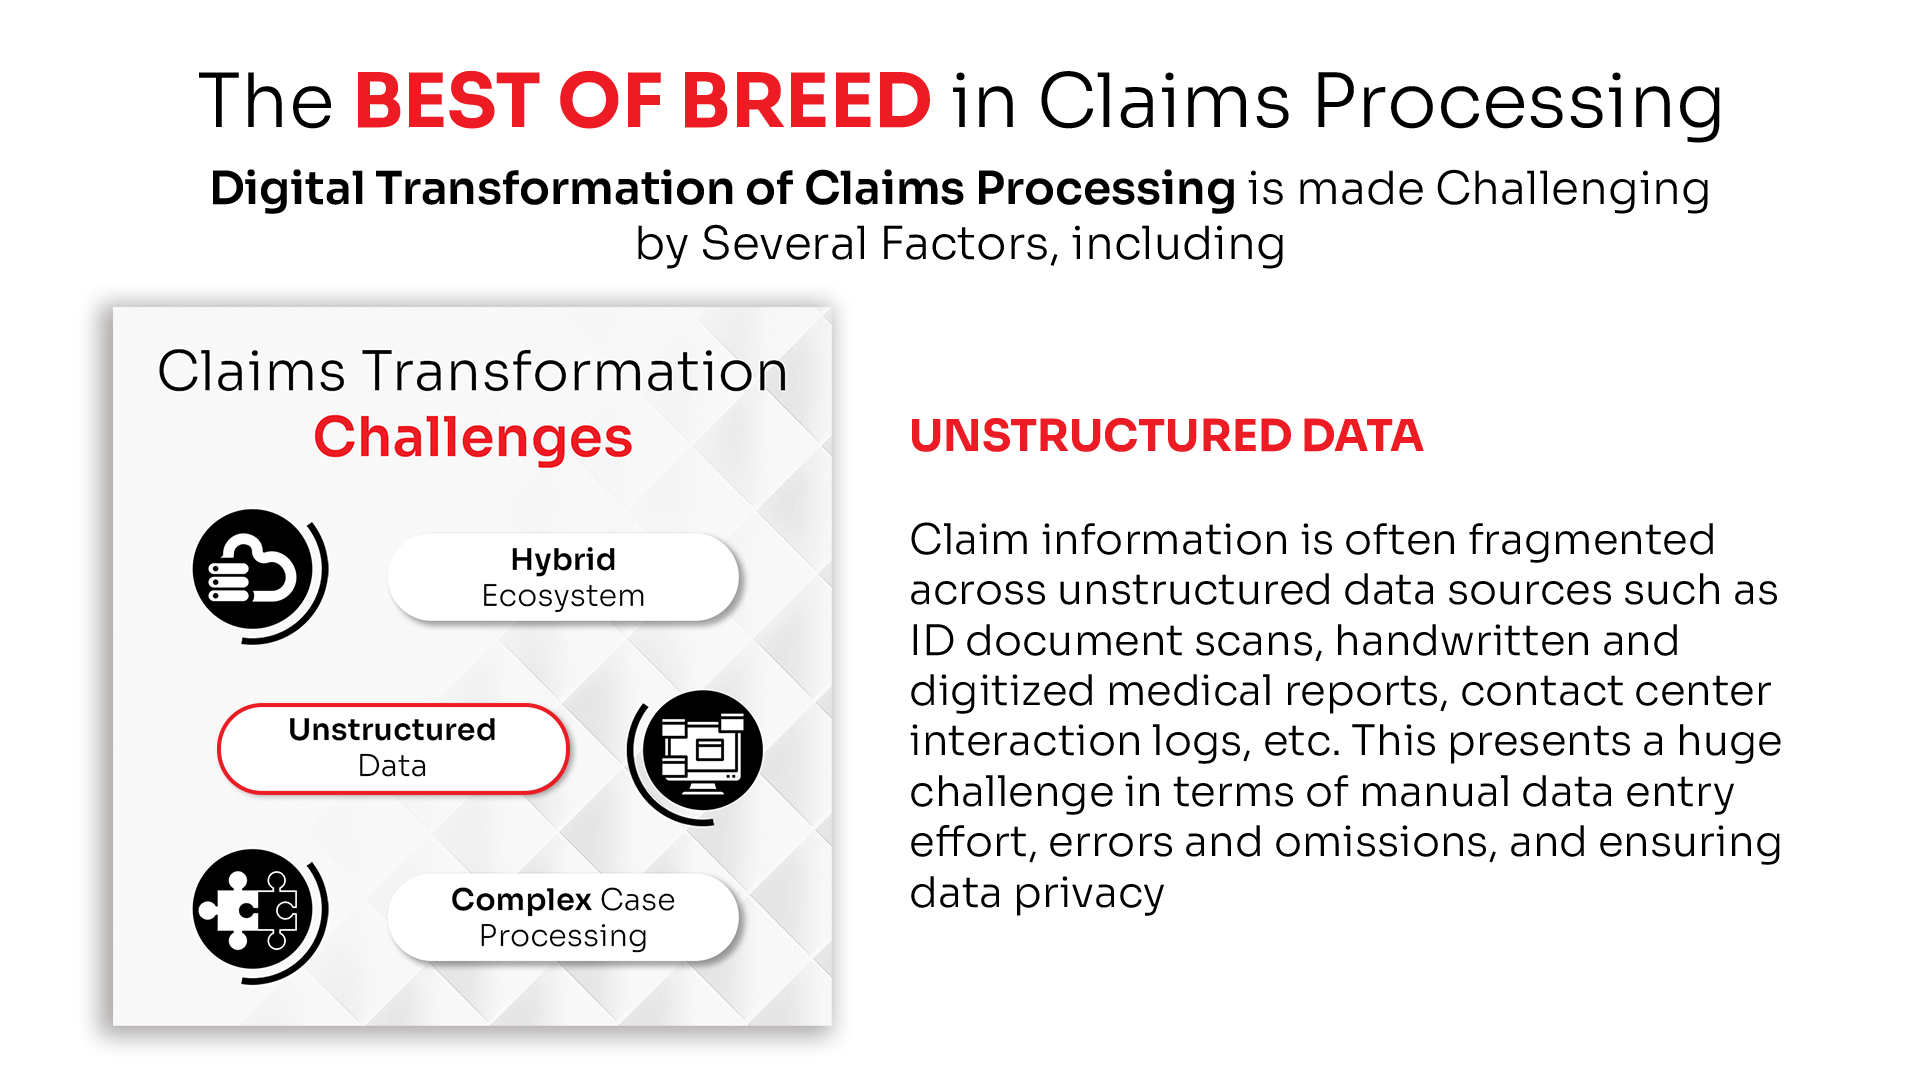 The BEST OF BREED in Claims Processing
Digital Transformation of Claims Processing is made Challenging
by Several Factors, including
Claims Transformation
Challenges
Hybrid
Ecosystem
Unstructured
Data
Complex Case
Processing
UNSTRUCTURED DATA
Claim information is often fragmented
across unstructured data sources such as
ID document scans, handwritten and
digitized medical reports, contact center
interaction logs, etc. This presents a huge
challenge in terms of manual data entry
effort, errors and omissions, and ensuring
data privacy